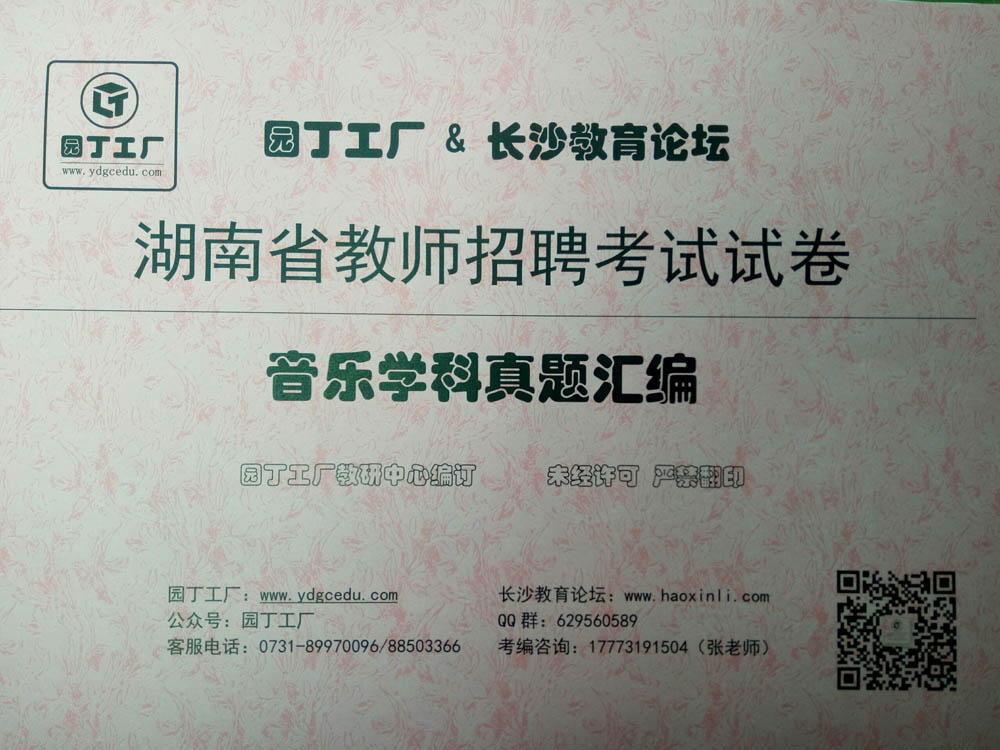 LT
园丁工厂
www.ydgcedu.com
园丁工厂 & 长沙教育论坛
湖南省教师招聘考试试卷
音乐学科真题汇编
园丁工厂教研中心编订 未经许可 严禁翻印
园丁工厂：www.ydgcedu.com
公众号：园丁工厂
客服电话：0731-89970096/88503366
长沙教育论坛：www.haoxinli.com
QQ群：629560589
考编咨询：17773191504（张老师）